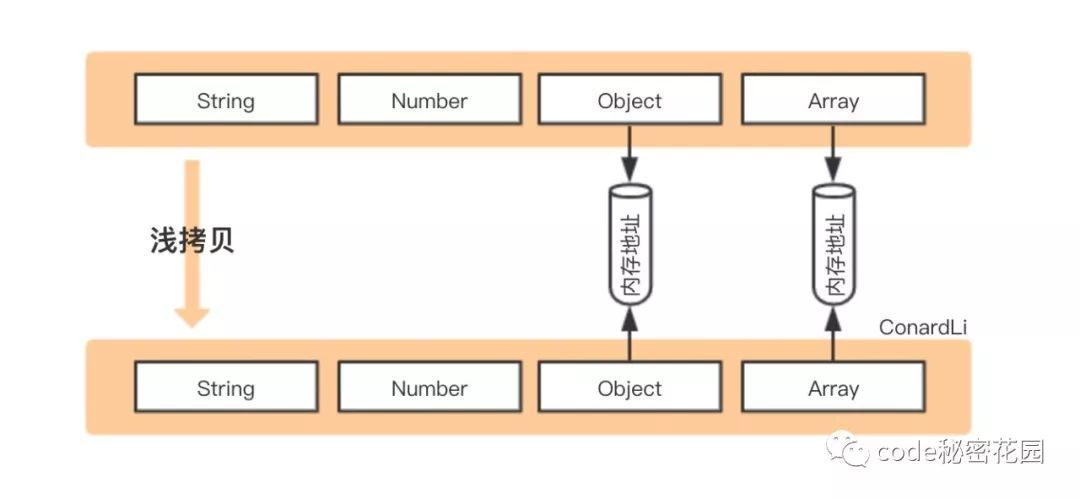 String
Number
Object
Array
浅拷贝
内存地址
内存地址
ConardLi
String
Number
Object
Array
code秘密花园